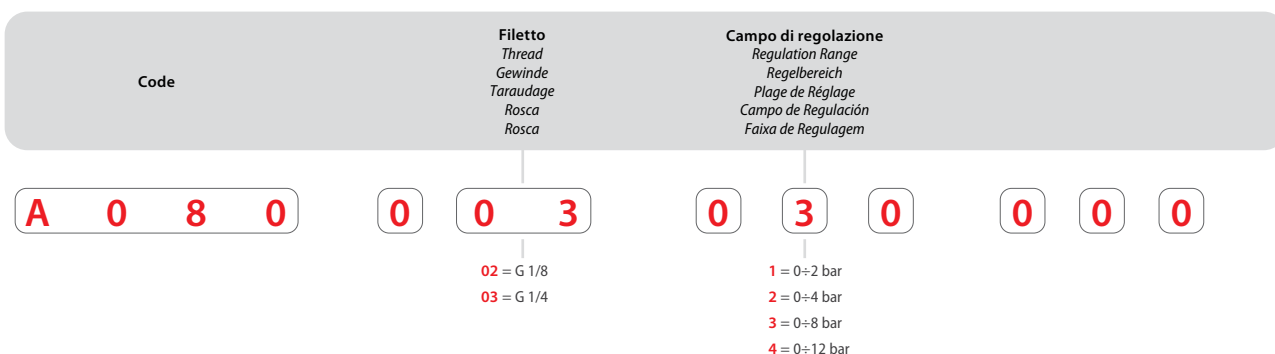 Code
Filetto
Thread
Gewinde
Taraudage
Rosca
Rosca
Campo di regolazione
Regulation Range
Regelbereich
Plage de Réglage
Campo de Regulación
Faixa de Regulagem
A 0 8 0 0 0 3 0 3 0 0 0 0
02 = G 1/8
03 = G 1/4
1 = 0÷2 bar
2 = 0÷4 bar
3 = 0÷8 bar
4 = 0÷12 bar